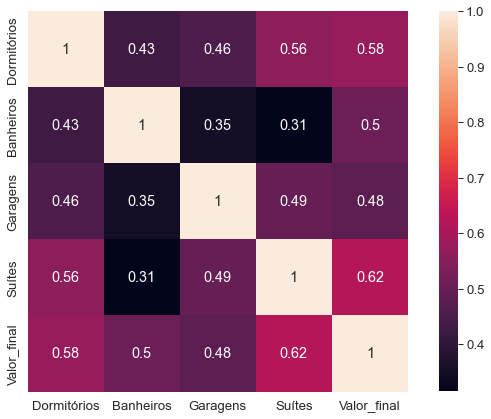 Dormitórios 1 0.43 0.46 0.56 0.58
Banheiros 0.43 1 0.35 0.31 0.5
Garagens 0.46 0.35 1 0.49 0.48
Suítes 0.56 0.31 0.49 1 0.62
Valor_final 0.58 0.5 0.48 0.62 1
Dormitórios Banheiros Garagens Suítes Valor_final
1.0
0.9
0.8
0.7
0.6
0.5
0.4